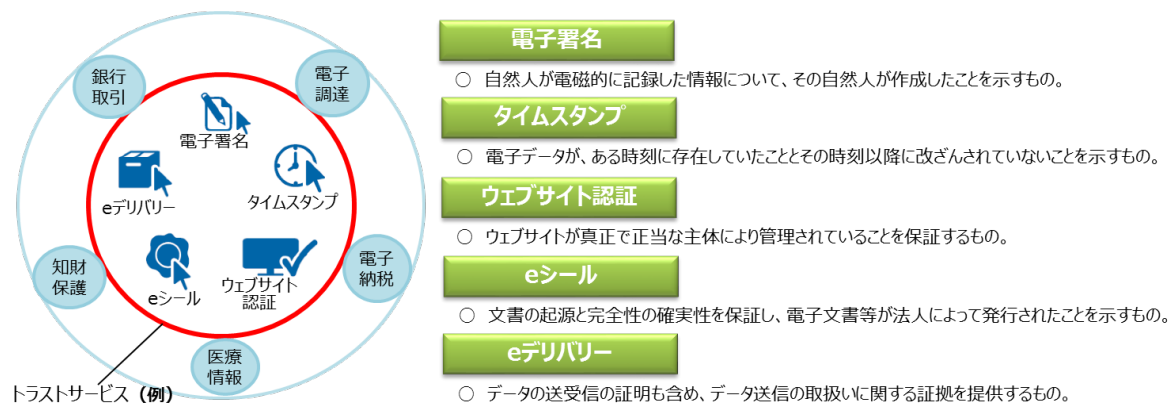 銀行
取引
電子
調達
電子署名
eデリバリー
タイムスタンプ
知財
保護
eシール
ウェブサイト
認証
電子
納税
医療
情報
トラストサービス（例）
電子署名
○ 自然人が電磁的に記録した情報について、その自然人が作成したことを示すもの。
タイムスタンプ
○ 電子データが、ある時刻に存在していたこととその時刻以降に改ざんされていないことを示すもの。
ウェブサイト認証
○ ウェブサイトが真正で正当な主体により管理されていることを保証するもの。
eシール
○ 文書の起源と完全性の確実性を保証し、電子文書等が法人によって発行されたことを示すもの。
eデリバリー
○ データの送受信の証明も含め、データ送信の取扱いに関する証拠を提供するもの。